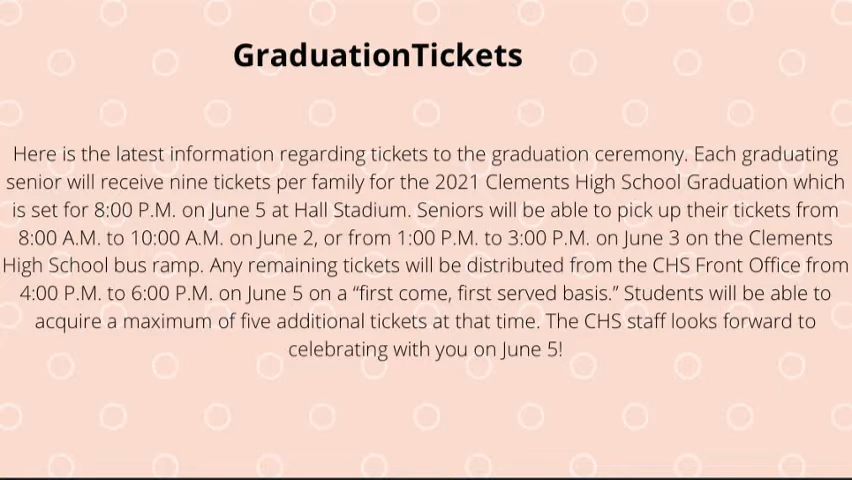 GraduationTickets
Here is the latest information regarding tickets to the graduation ceremony. Each graduating
senior will receive nine tickets per family for the 2021 Clements High School Graduation which
is set for 8:00 P.M. on June 5 at Hall Stadium. Seniors will be able to pick up their tickets from
8:00 A.M. to 10:00 A.M. on June 2, or from 1:00 P.M. to 3:00 P.M. on June 3 on the Clements
High School bus ramp. Any remaining tickets will be distributed from the CHS Front Office from
4:00 P.M. to 6:00 P.M. on June 5 on a “first come, first served basis.” Students will be able to
acquire a maximum of five additional tickets at that time. The CHS staff looks forward to
celebrating with you on June 5!